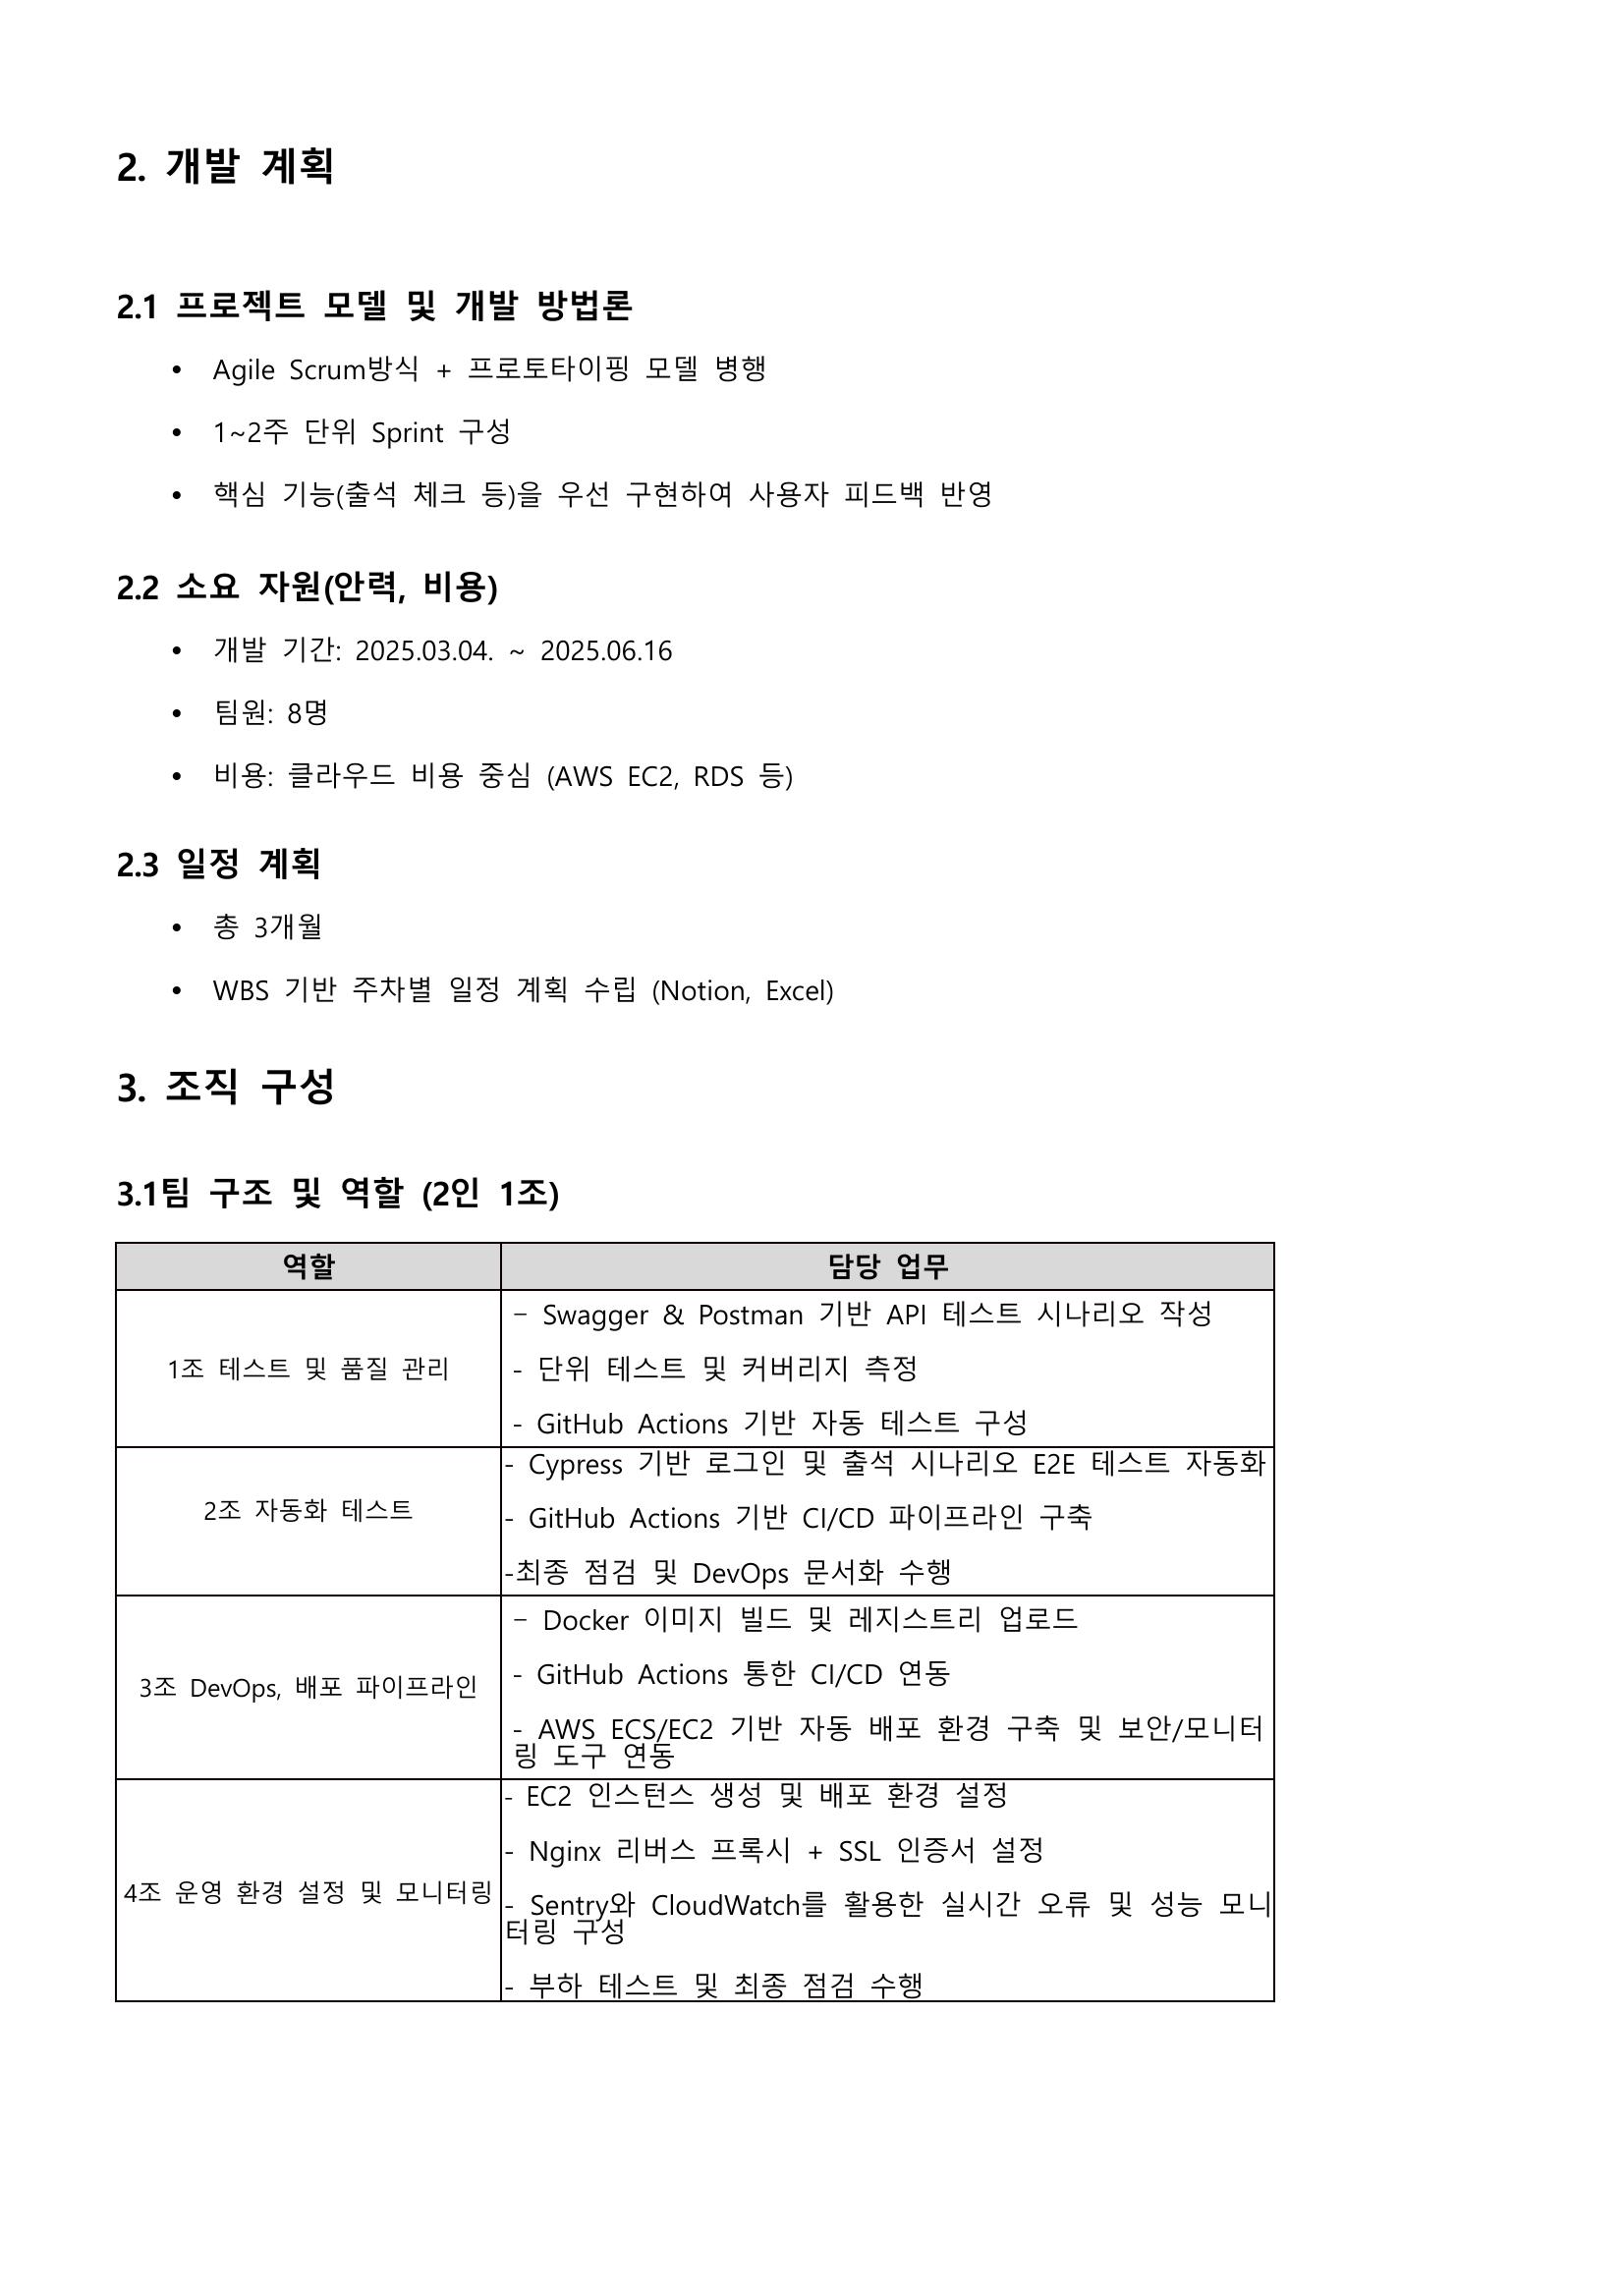 2. 개발 계획
2.1 프로젝트 모델 및 개발 방법론
• Agile Scrum방식 + 프로토타이핑 모델 병행
• 1~2주 단위 Sprint 구성
• 핵심 기능(출석 체크 등)을 우선 구현하여 사용자 피드백 반영
2.2 소요 자원(안력, 비용)
• 개발 기간: 2025.03.04. ~ 2025.06.16
• 팀원: 8명
• 비용: 클라우드 비용 중심 (AWS EC2, RDS 등)
2.3 일정 계획
• 총 3개월
• WBS 기반 주차별 일정 계획 수립 (Notion, Excel)
3. 조직 구성
3.1팀 구조 및 역할 (2인 1조)
역할 담당 업무
1조 테스트 및 품질 관리
– Swagger & Postman 기반 API 테스트 시나리오 작성
- 단위 테스트 및 커버리지 측정
- GitHub Actions 기반 자동 테스트 구성
2조 자동화 테스트
- Cypress 기반 로그인 및 출석 시나리오 E2E 테스트 자동화
- GitHub Actions 기반 CI/CD 파이프라인 구축
-최종 점검 및 DevOps 문서화 수행
3조 DevOps, 배포 파이프라인
– Docker 이미지 빌드 및 레지스트리 업로드
- GitHub Actions 통한 CI/CD 연동
- AWS ECS/EC2 기반 자동 배포 환경 구축 및 보안/모니터
링 도구 연동
4조 운영 환경 설정 및 모니터링
- EC2 인스턴스 생성 및 배포 환경 설정
- Nginx 리버스 프록시 + SSL 인증서 설정
- Sentry와 CloudWatch를 활용한 실시간 오류 및 성능 모니
터링 구성
- 부하 테스트 및 최종 점검 수행